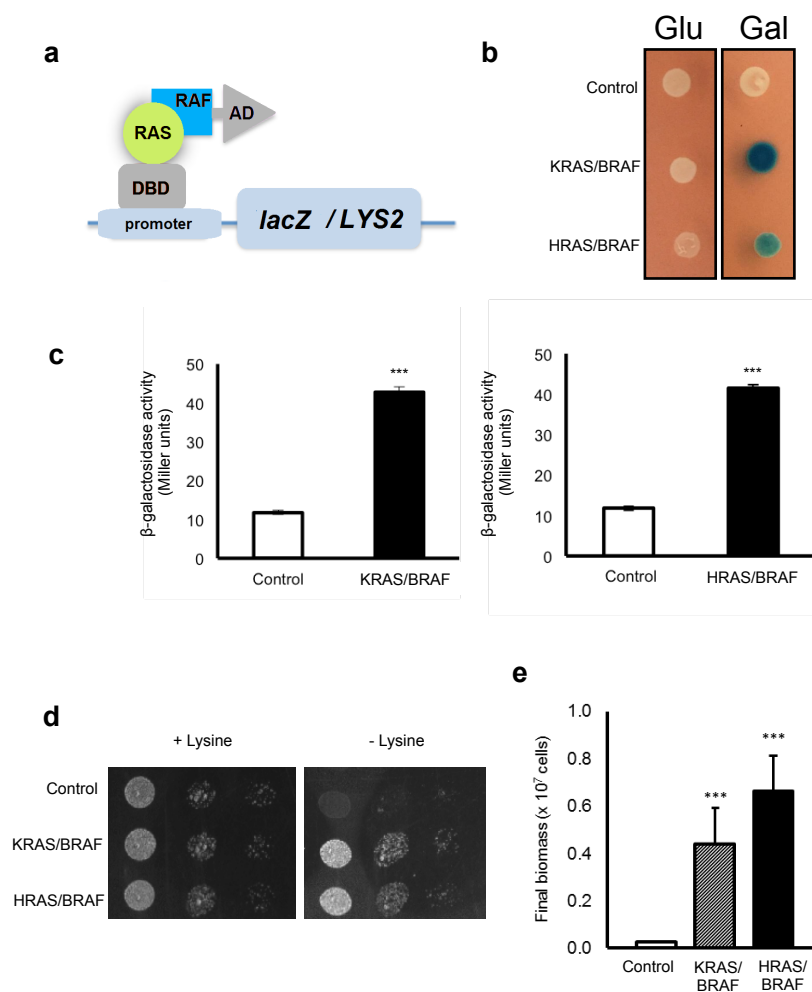 a
RAF
AD
RAS
DBD
promoter
lacZ / LYS2
b
Glu Gal
Control
KRAS/BRAF
HRAS/BRAF
c
β-galactosidase activity
(Miller units)
50
40
30
20
10
0
***
Control KRAS/BRAF
β-galactosidase activity
(Miller units)
50
40
30
20
10
0
***
Control HRAS/BRAF
d
+ Lysine - Lysine
Control
KRAS/BRAF
HRAS/BRAF
e
Final biomass (x 10⁷ cells)
1.0
0.8
0.6
0.4
0.2
0.0
***
***
Control KRAS/ HRAS/
BRAF BRAF